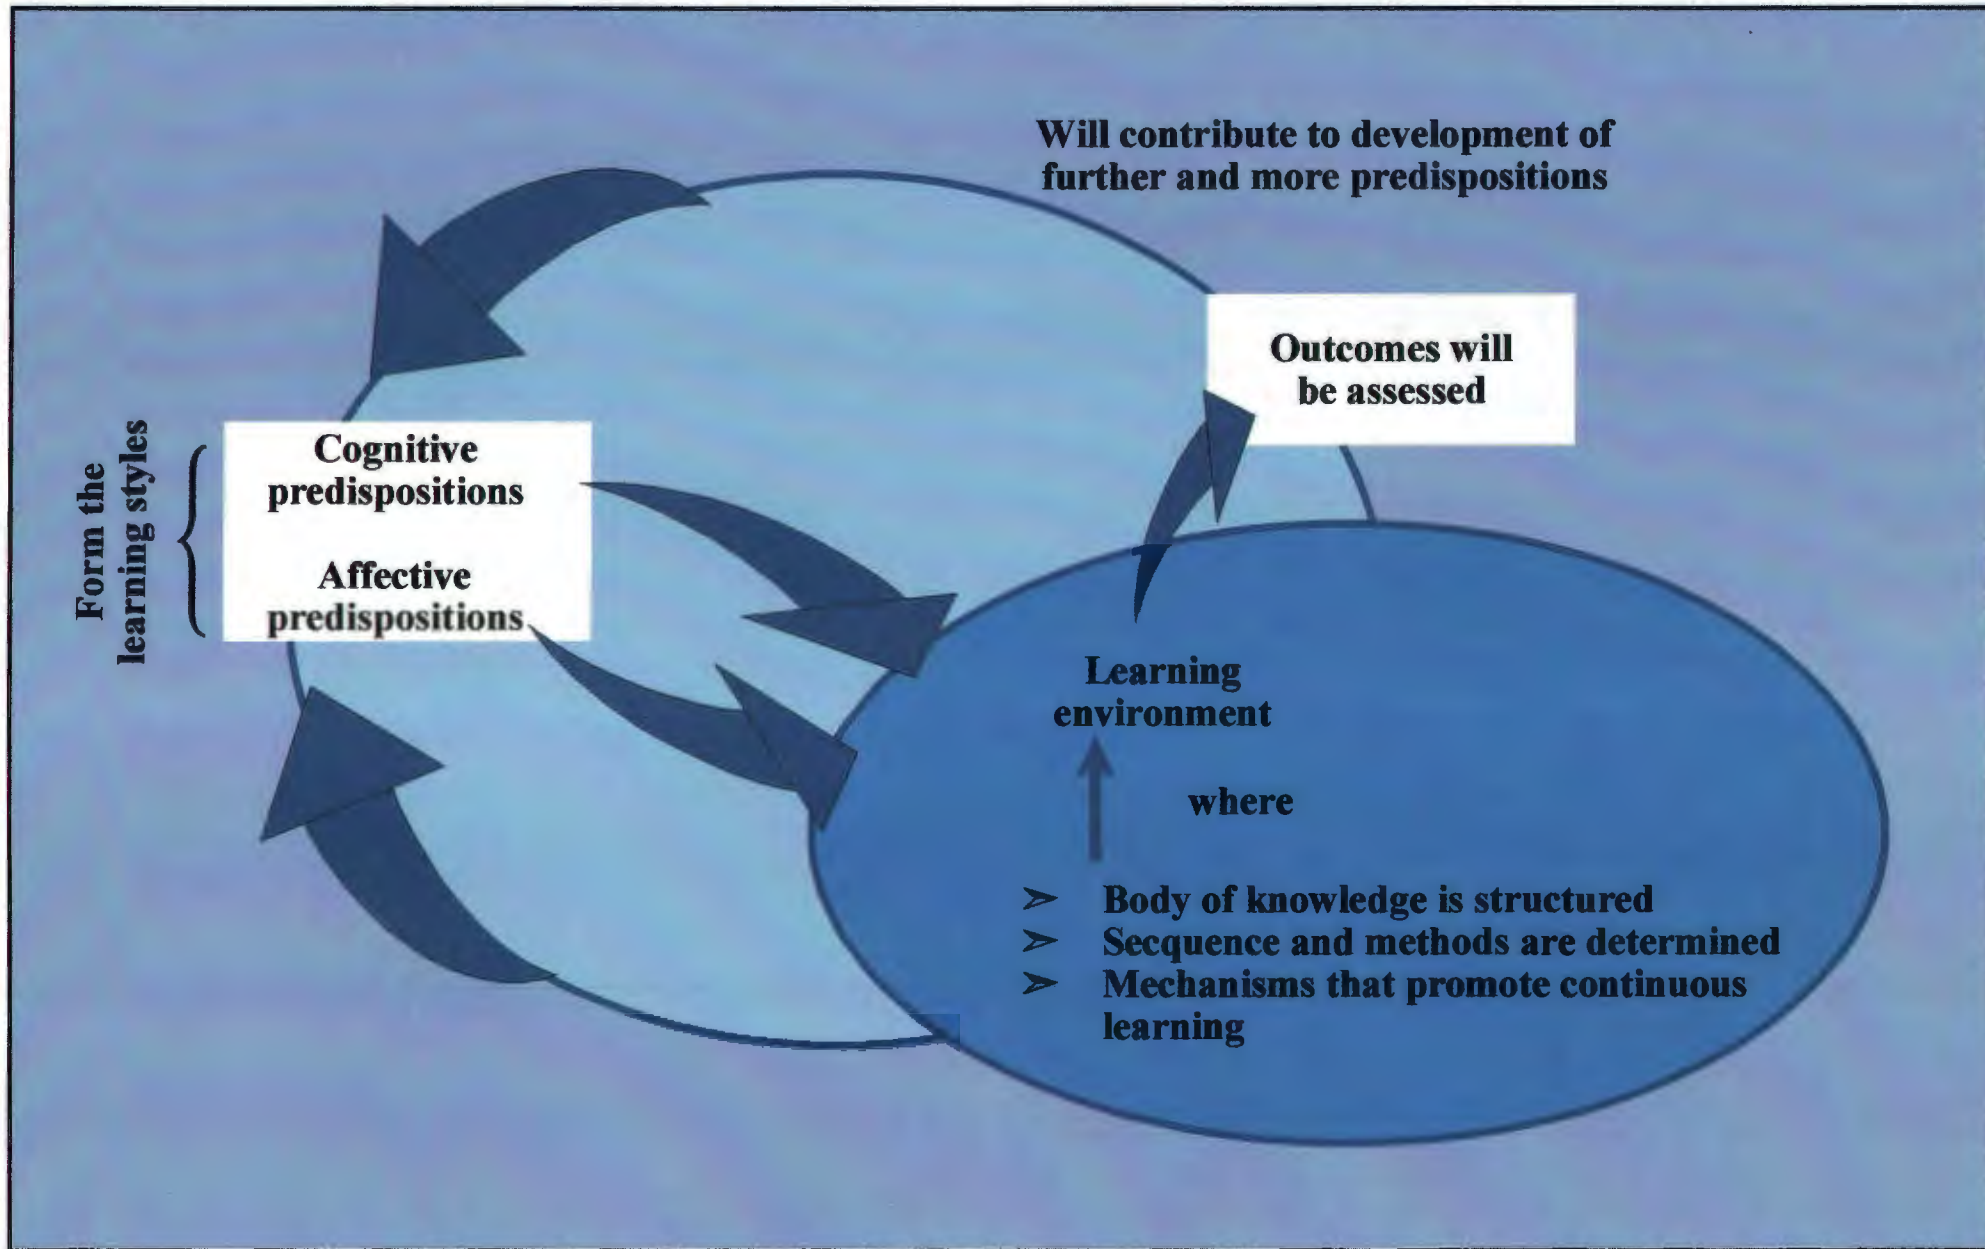 Will contribute to development of
further and more predispositions
Outcomes will
be assessed
Form the
learning styles
Cognitive
predispositions
Affective
predispositions
Learning
environment
where
➢ Body of knowledge is structured
➢ Secquence and methods are determined
➢ Mechanisms that promote continuous
learning